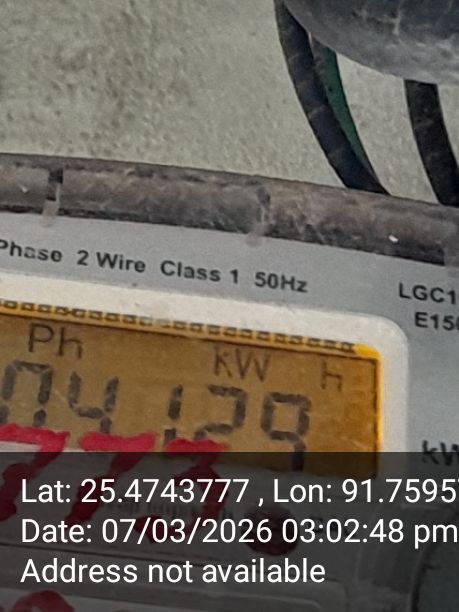 Phase 2 Wire Class 1 50Hz
Ph kW h
04129
Lat: 25.4743777 , Lon: 91.7595
Date: 07/03/2026 03:02:48 pm
Address not available